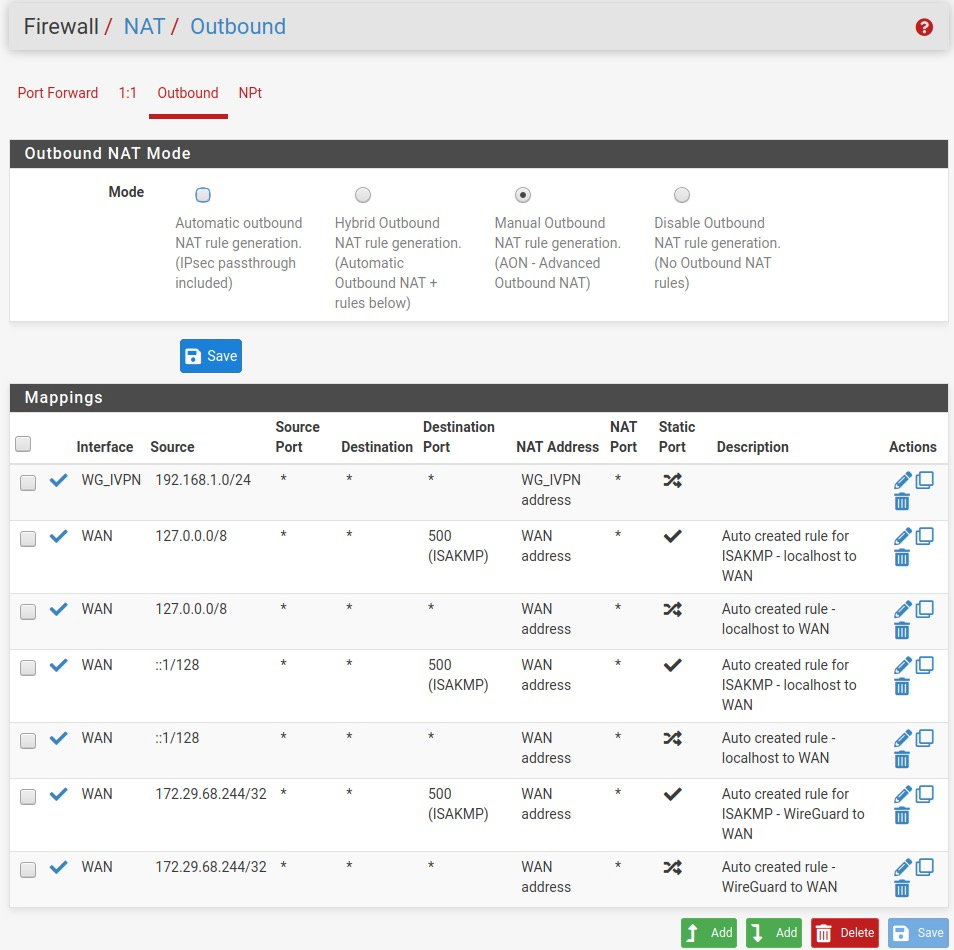 Firewall / NAT / Outbound
Port Forward 1:1 Outbound NPt
Outbound NAT Mode
Mode
Automatic outbound
NAT rule generation.
(IPsec passthrough
included)
Hybrid Outbound
NAT rule generation.
(Automatic
Outbound NAT +
rules below)
Manual Outbound
NAT rule generation.
(AON - Advanced
Outbound NAT)
Disable Outbound
NAT rule generation.
(No Outbound NAT
rules)
Save
Mappings
Interface Source Source Port Destination Destination Port NAT Address NAT Port Static Port Description Actions
WG_IVPN 192.168.1.0/24 * * * WG_IVPN address *
WAN 127.0.0.0/8 * * 500 (ISAKMP) WAN address * Auto created rule for ISAKMP - localhost to WAN
WAN 127.0.0.0/8 * * * WAN address * Auto created rule - localhost to WAN
WAN ::1/128 * * 500 (ISAKMP) WAN address * Auto created rule for ISAKMP - localhost to WAN
WAN ::1/128 * * * WAN address * Auto created rule - localhost to WAN
WAN 172.29.68.244/32 * * 500 (ISAKMP) WAN address * Auto created rule for ISAKMP - WireGuard to WAN
WAN 172.29.68.244/32 * * * WAN address * Auto created rule - WireGuard to WAN
Add Add Delete Save